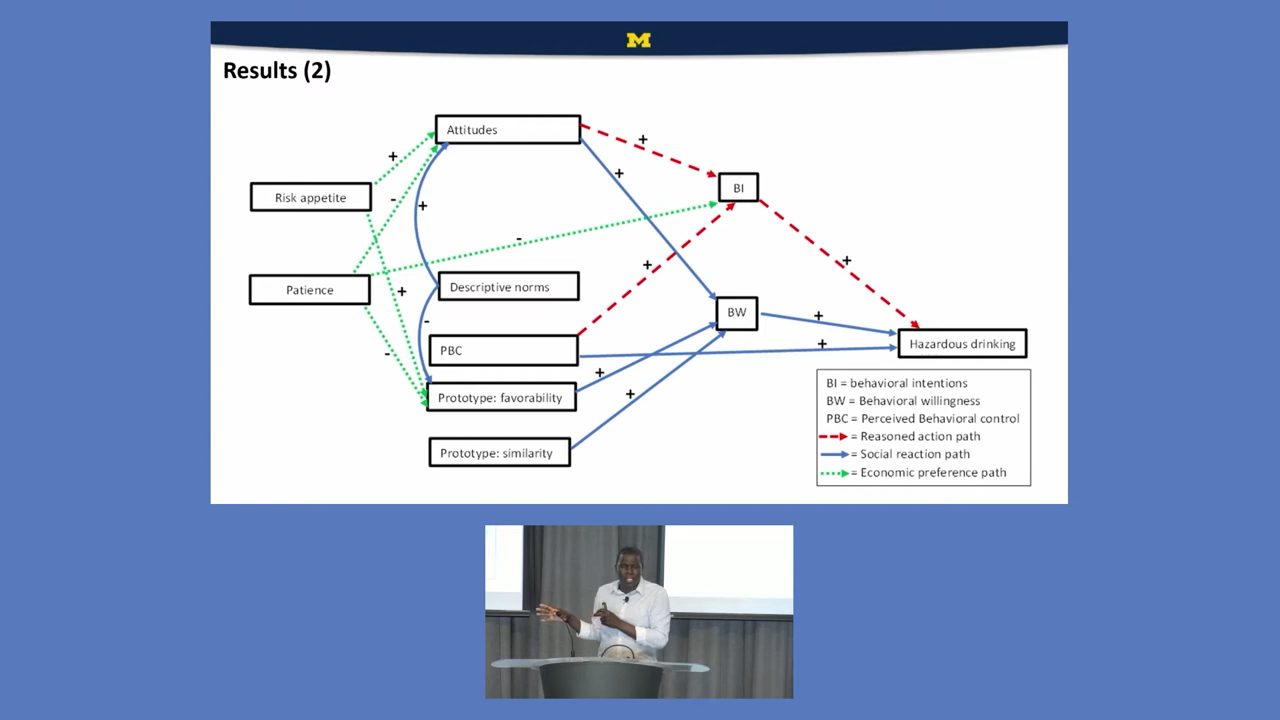 M
Results (2)
Attitudes
+
+
+
-
+
Risk appetite
BI
-
+
+
Descriptive norms
Patience
+
-
BW
+
PBC
+
Hazardous drinking
-
+
Prototype: favorability
+
Prototype: similarity
BI = behavioral intentions
BW = Behavioral willingness
PBC = Perceived Behavioral control
= Reasoned action path
= Social reaction path
= Economic preference path